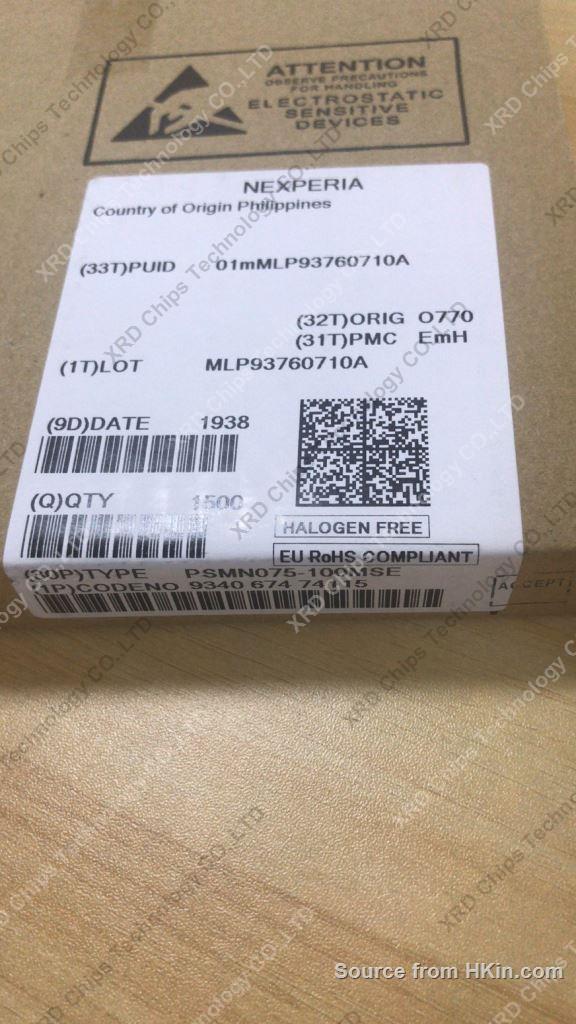 ATTENTION
OBSERVE PRECAUTIONS
FOR HANDLING
ELECTROSTATIC
SENSITIVE
DEVICES
NEXPERIA
Country of Origin Philippines
(33T)PUID 01mMLP93760710A
(32T)ORIG O770
(31T)PMC EmH
(1T)LOT MLP93760710A
(9D)DATE 1938
(Q)QTY 1500
HALOGEN FREE
EU RoHS COMPLIANT
(30P)TYPE PSMN075-100MSE
(1P)CODENO 9340 674 74115
ACCEPT
XRD Chips Technology CO.,LTD
Source from HKin.com